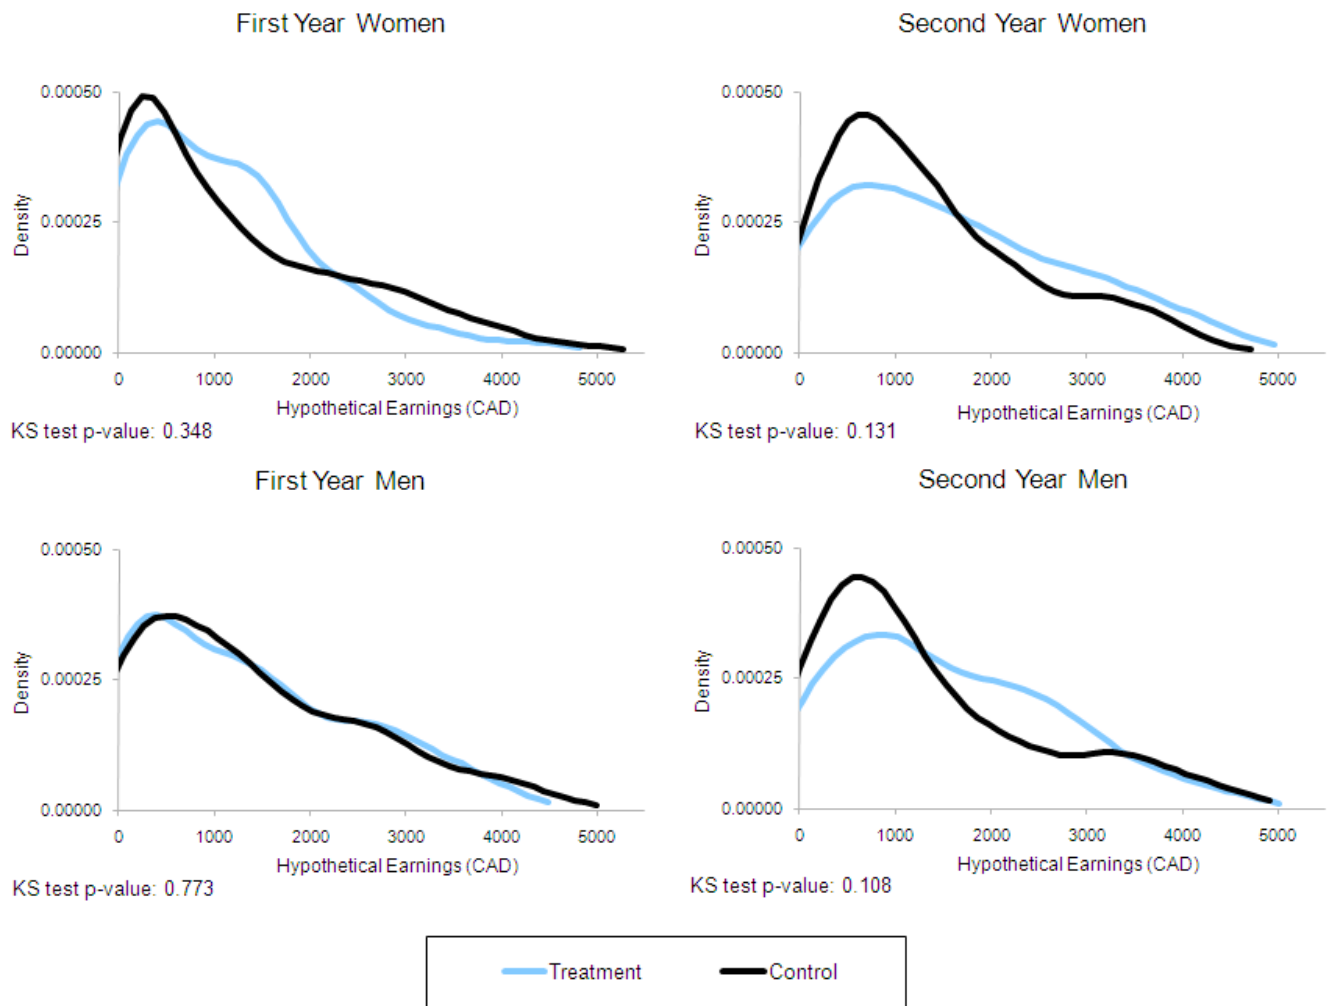 First Year Women
Density
0.00050
0.00025
0.00000
0 1000 2000 3000 4000 5000
Hypothetical Earnings (CAD)
KS test p-value: 0.348
Second Year Women
Density
0.00050
0.00025
0.00000
0 1000 2000 3000 4000 5000
Hypothetical Earnings (CAD)
KS test p-value: 0.131
First Year Men
Density
0.00050
0.00025
0.00000
0 1000 2000 3000 4000 5000
Hypothetical Earnings (CAD)
KS test p-value: 0.773
Second Year Men
Density
0.00050
0.00025
0.00000
0 1000 2000 3000 4000 5000
Hypothetical Earnings (CAD)
KS test p-value: 0.108
Treatment Control